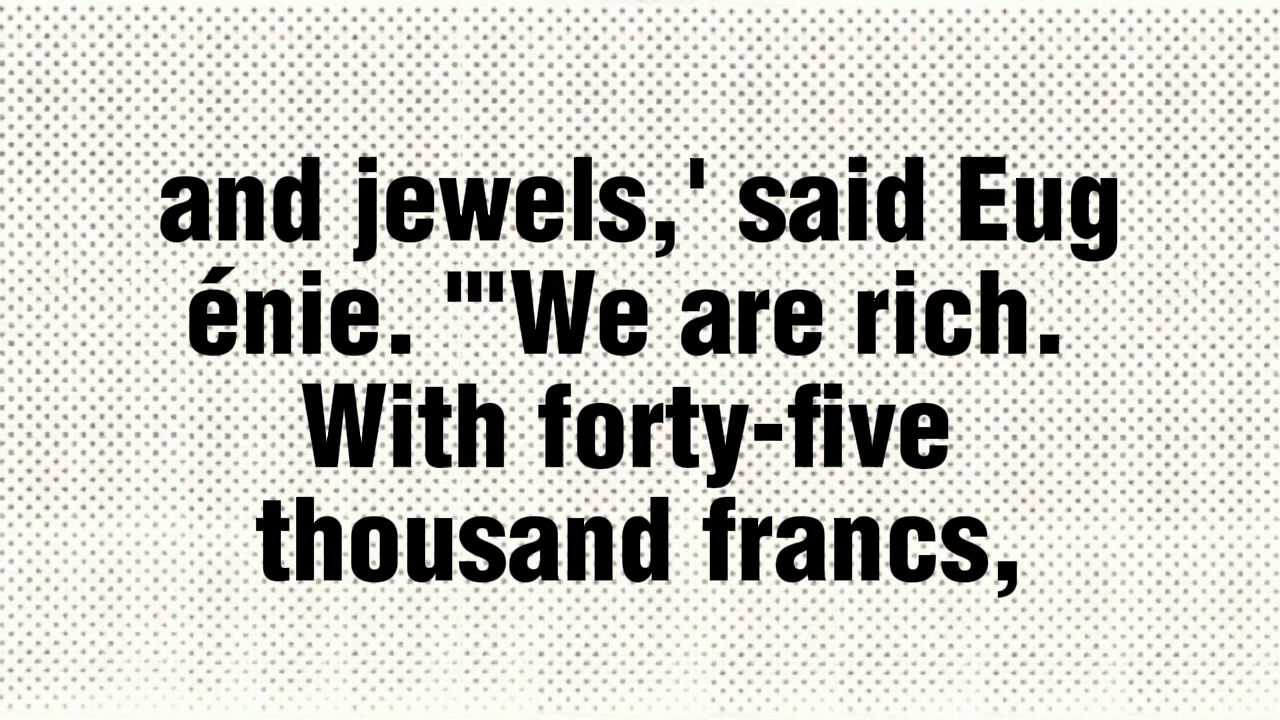 and jewels,' said Eug
énie. "'We are rich.
With forty-five
thousand francs,